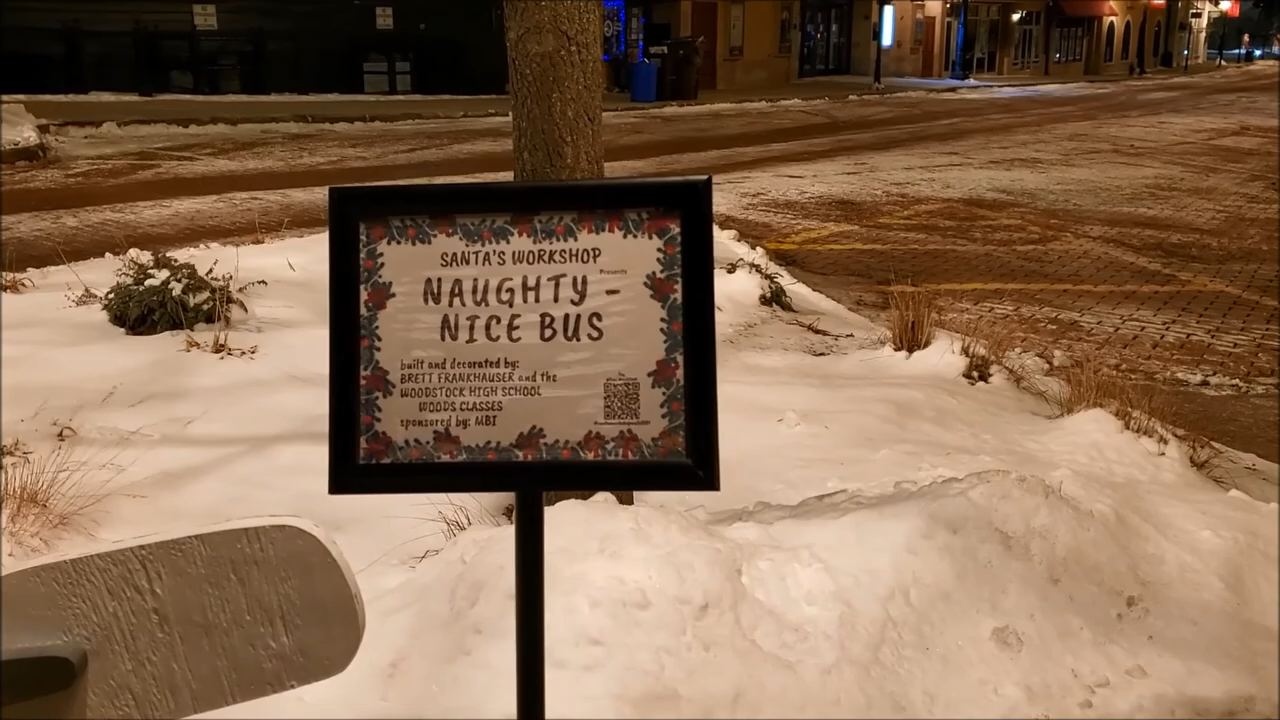 SANTA'S WORKSHOP
Presents
NAUGHTY -
NICE BUS
built and decorated by:
BRETT FRANKHAUSER and the
WOODSTOCK HIGH SCHOOL
WOODS CLASSES
sponsored by: MBI